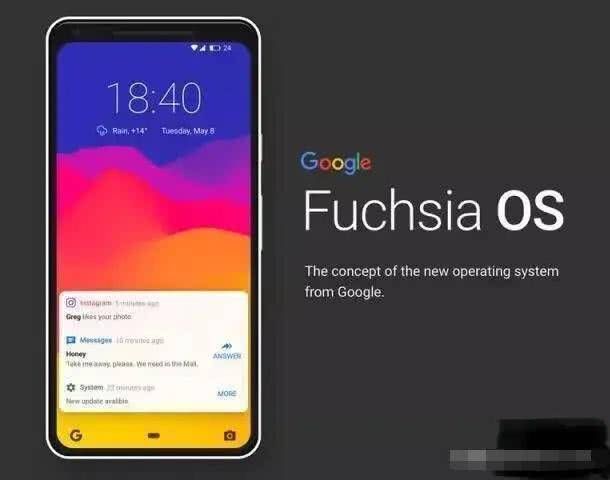 24
18:40
Rain, +14° Tuesday, May 8
Google
Fuchsia OS
The concept of the new operating system
from Google.
Instagram 5 minutes ago
Greg likes your photo
Messages 10 minutes ago
Honey
Take me away, please. We need in the Mall.
ANSWER
System 22 minutes ago
New update avalible.
MORE
G